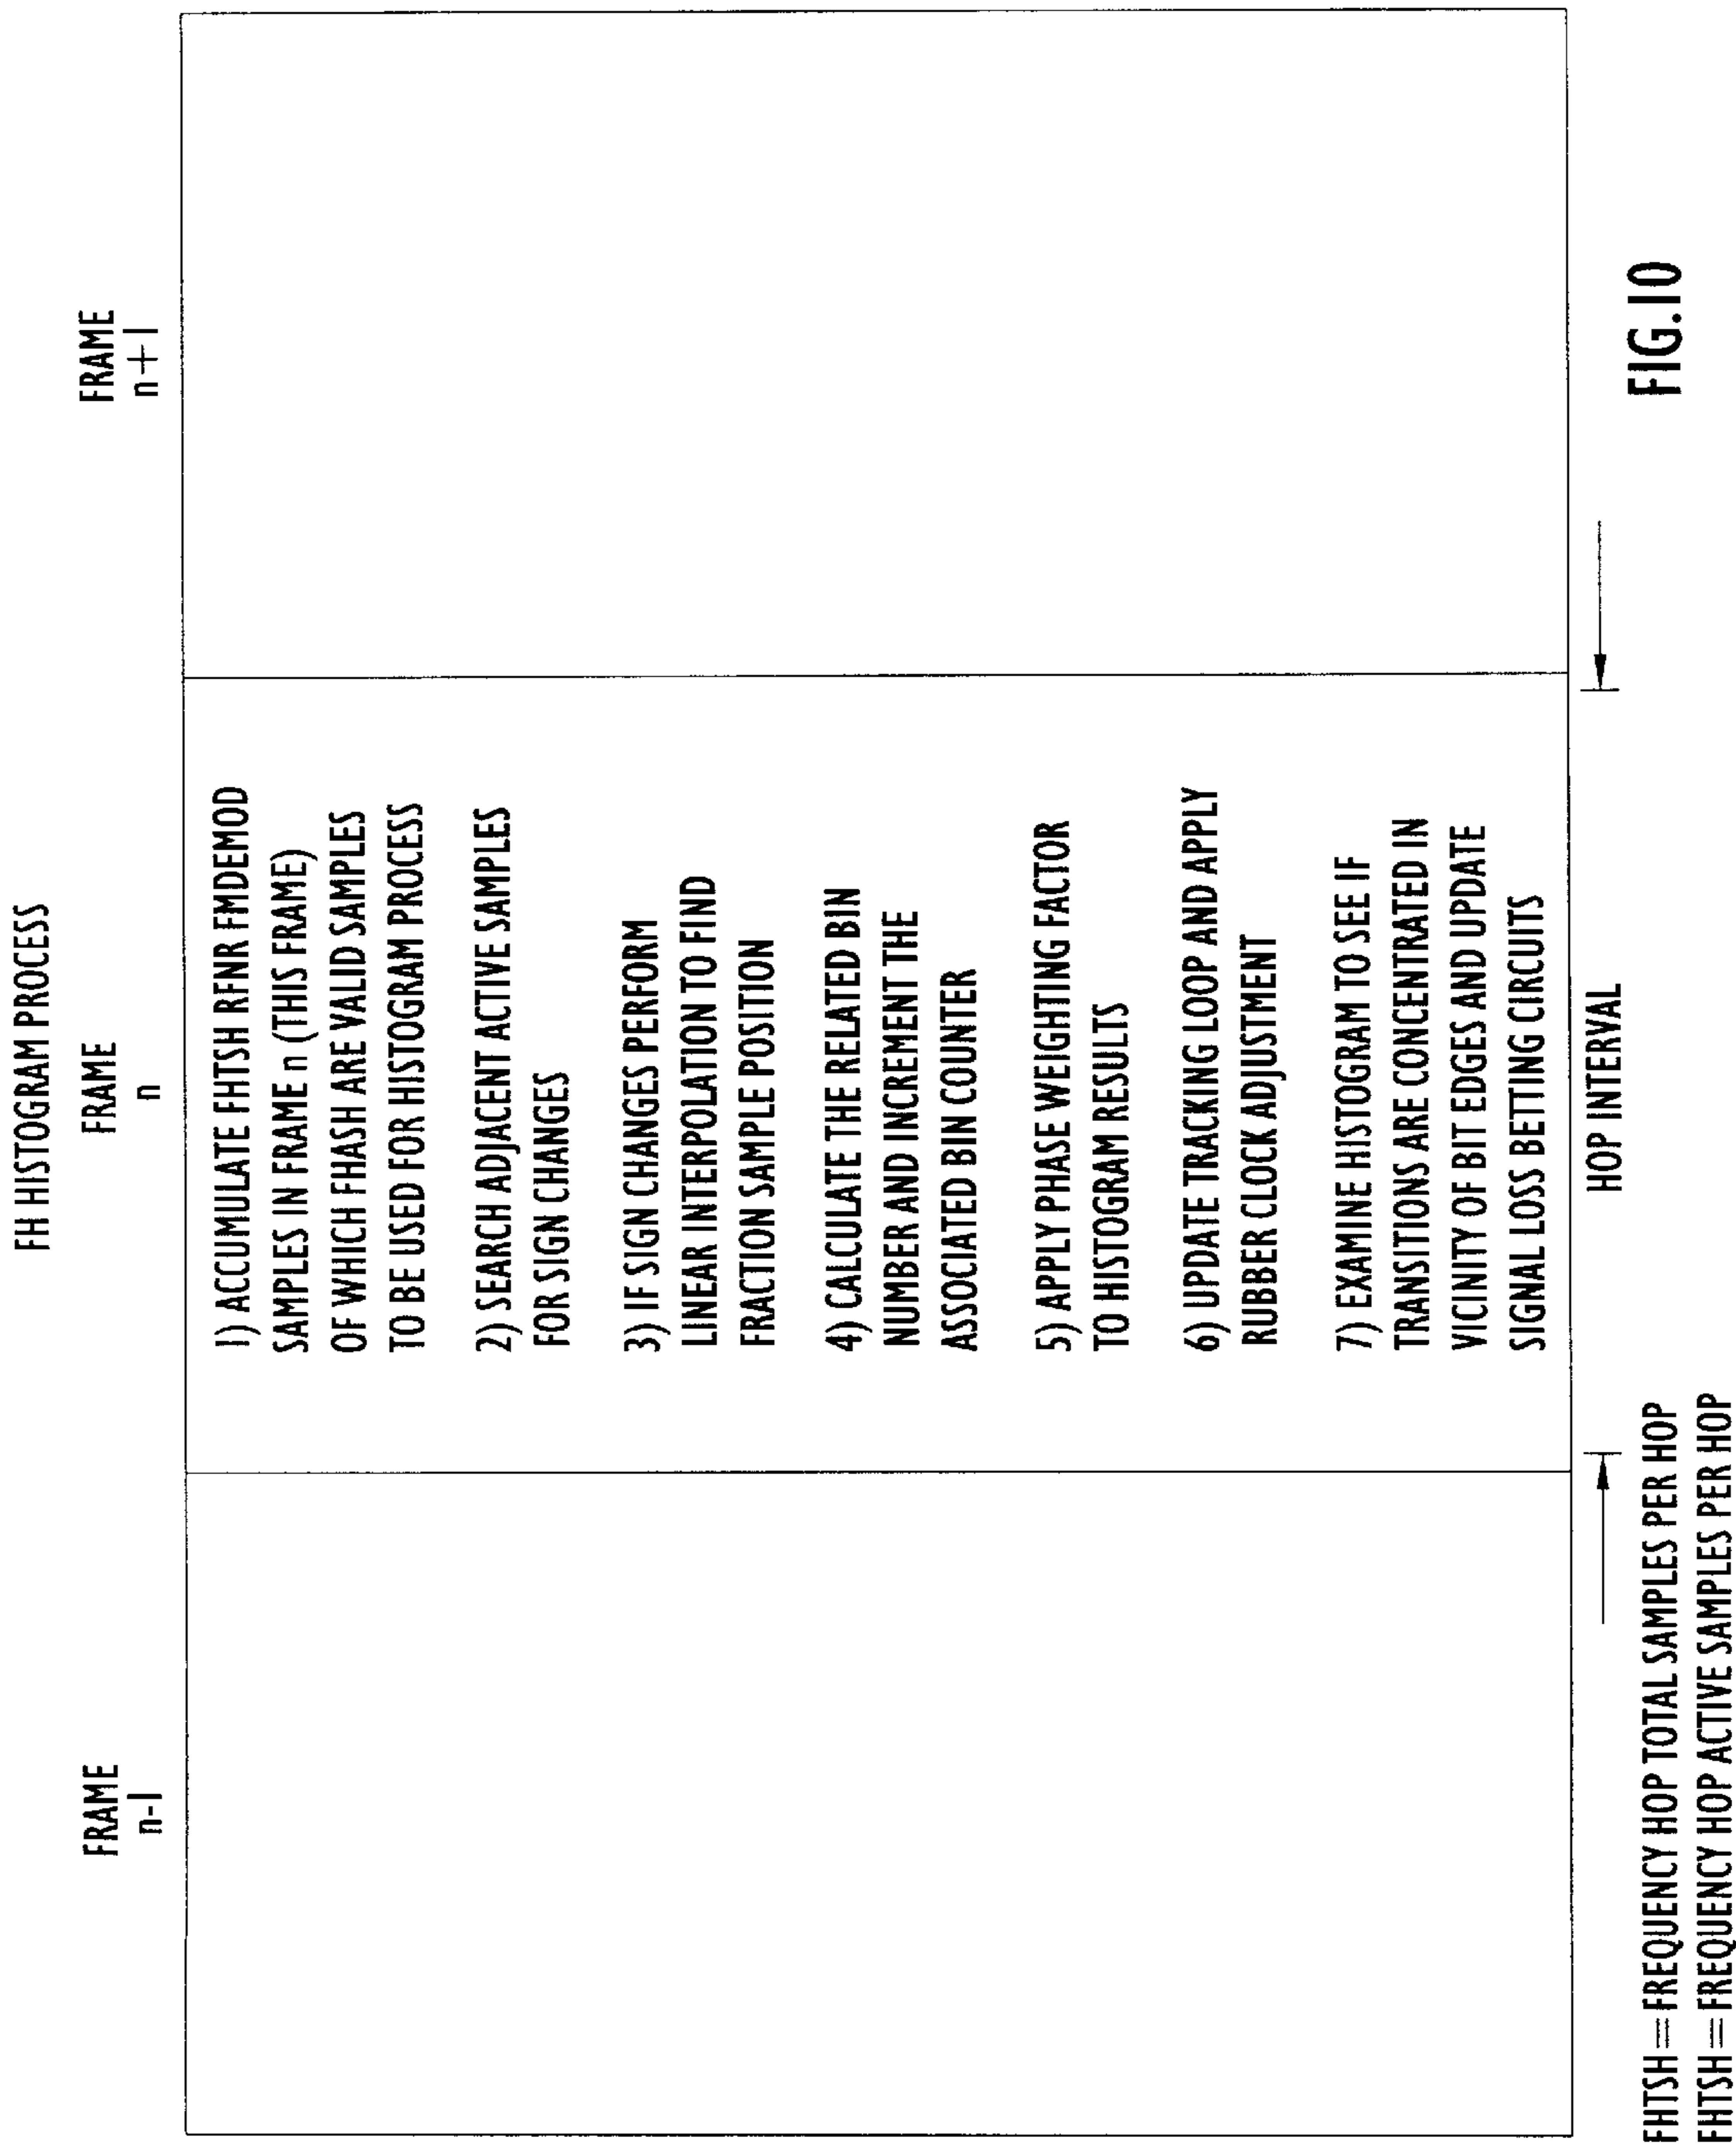 FH HISTOGRAM PROCESS
FRAME
n-1
FRAME
n
FRAME
n+1
1) ACCUMULATE FHTSH RFNR FMDEMOD
SAMPLES IN FRAME n (THIS FRAME)
OF WHICH FHASH ARE VALID SAMPLES
TO BE USED FOR HISTOGRAM PROCESS
2) SEARCH ADJACENT ACTIVE SAMPLES
FOR SIGN CHANGES
3) IF SIGN CHANGES PERFORM
LINEAR INTERPOLATION TO FIND
FRACTION SAMPLE POSITION
4) CALCULATE THE RELATED BIN
NUMBER AND INCREMENT THE
ASSOCIATED BIN COUNTER
5) APPLY PHASE WEIGHTING FACTOR
TO HISTOGRAM RESULTS
6) UPDATE TRACKING LOOP AND APPLY
RUBBER CLOCK ADJUSTMENT
7) EXAMINE HISTOGRAM TO SEE IF
TRANSITIONS ARE CONCENTRATED IN
VICINITY OF BIT EDGES AND UPDATE
SIGNAL LOSS BETTING CIRCUITS
HOP INTERVAL
FHTSH=FREQUENCY HOP TOTAL SAMPLES PER HOP
FHTSH=FREQUENCY HOP ACTIVE SAMPLES PER HOP
FIG.10